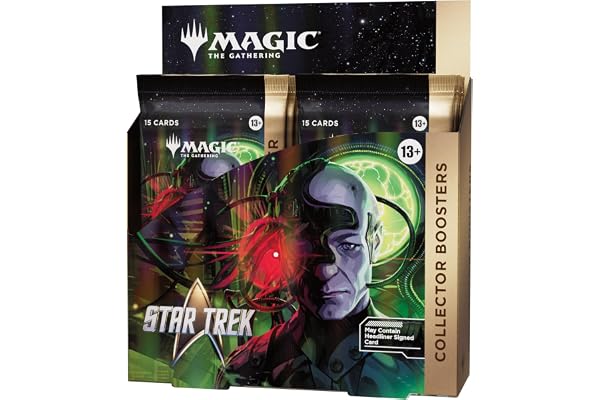 MAGIC
THE GATHERING
15 CARDS
13+
15 CARDS
13+
MAGIC
THE GATHERING
13+
STAR TREK
May Contain
Headliner Signed
Card
COLLECTOR BOOSTERS